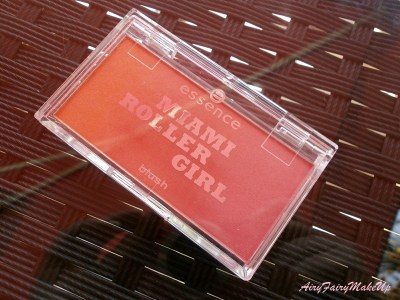 essence
MIAMI
ROLLER
GIRL
blush
AiryFairyMakeUp